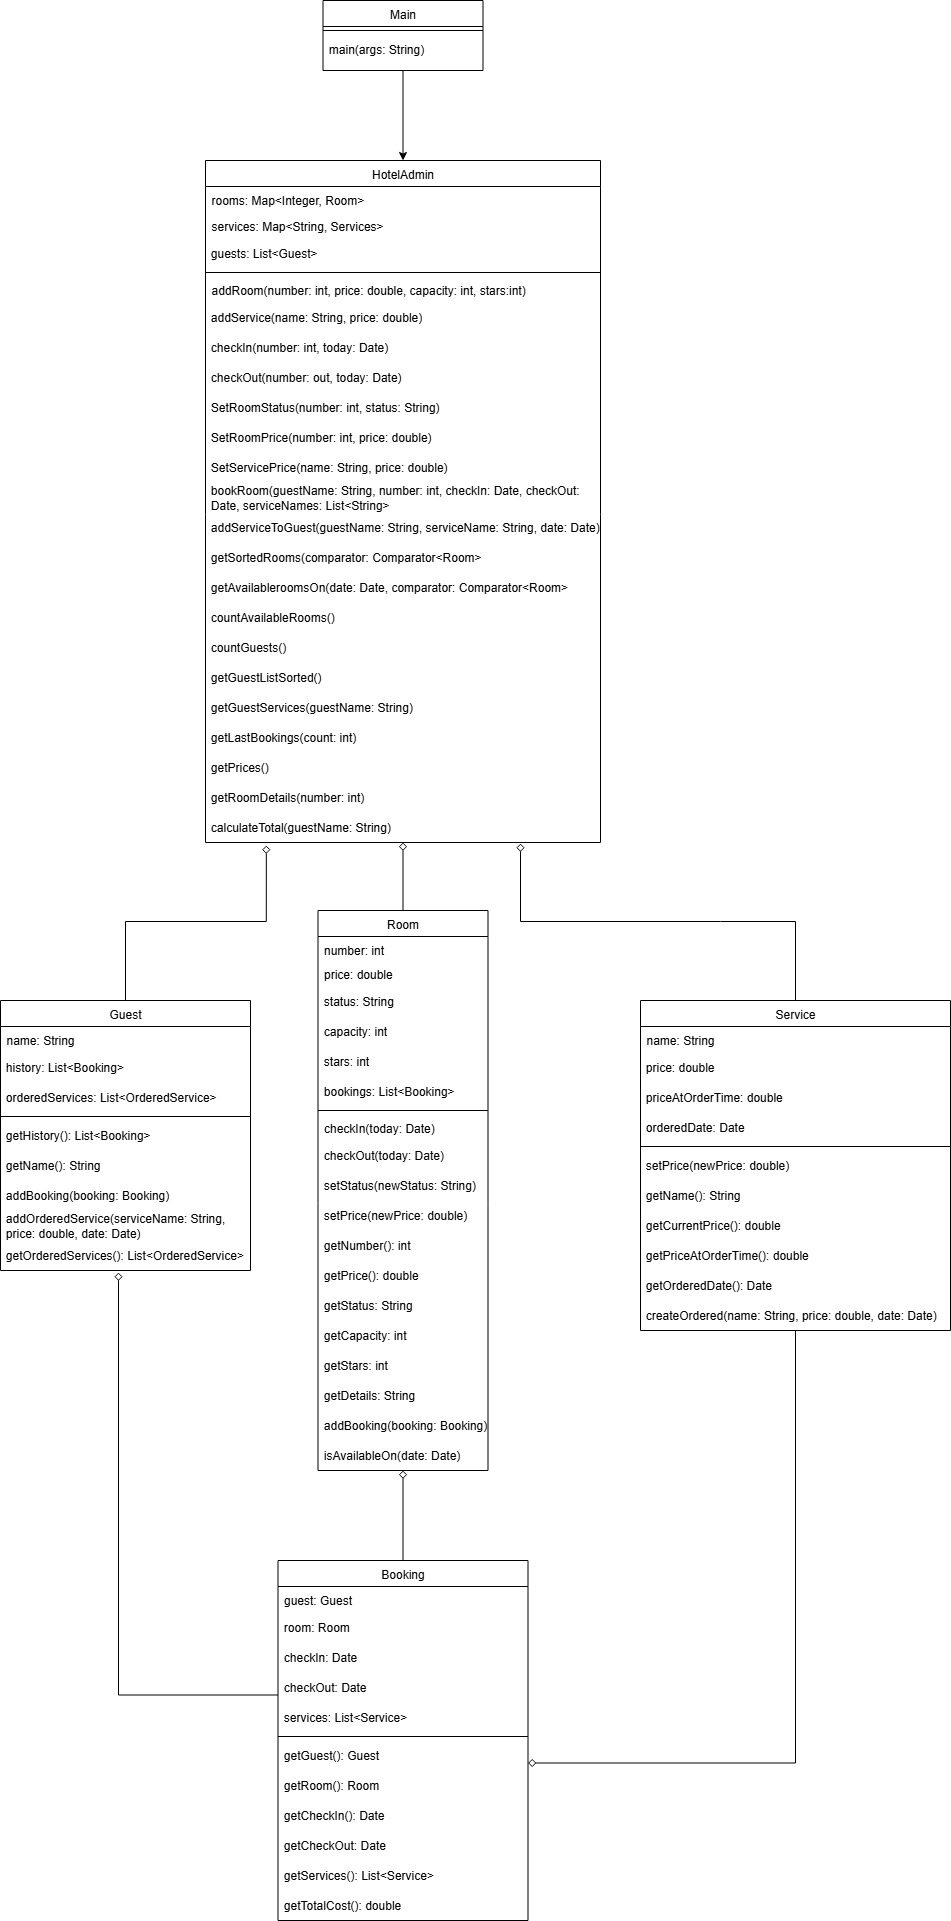 Main
main(args: String)
HotelAdmin
rooms: Map<Integer, Room>
services: Map<String, Services>
guests: List<Guest>
addRoom(number: int, price: double, capacity: int, stars:int)
addService(name: String, price: double)
checkIn(number: int, today: Date)
checkOut(number: out, today: Date)
SetRoomStatus(number: int, status: String)
SetRoomPrice(number: int, price: double)
SetServicePrice(name: String, price: double)
bookRoom(guestName: String, number: int, checkIn: Date, checkOut:
Date, serviceNames: List<String>
addServiceToGuest(guestName: String, serviceName: String, date: Date)
getSortedRooms(comparator: Comparator<Room>
getAvailableroomsOn(date: Date, comparator: Comparator<Room>
countAvailableRooms()
countGuests()
getGuestListSorted()
getGuestServices(guestName: String)
getLastBookings(count: int)
getPrices()
getRoomDetails(number: int)
calculateTotal(guestName: String)
Guest
name: String
history: List<Booking>
orderedServices: List<OrderedService>
getHistory(): List<Booking>
getName(): String
addBooking(booking: Booking)
addOrderedService(serviceName: String,
price: double, date: Date)
getOrderedServices(): List<OrderedService>
Room
number: int
price: double
status: String
capacity: int
stars: int
bookings: List<Booking>
checkIn(today: Date)
checkOut(today: Date)
setStatus(newStatus: String)
setPrice(newPrice: double)
getNumber(): int
getPrice(): double
getStatus: String
getCapacity: int
getStars: int
getDetails: String
addBooking(booking: Booking)
isAvailableOn(date: Date)
Service
name: String
price: double
priceAtOrderTime: double
orderedDate: Date
setPrice(newPrice: double)
getName(): String
getCurrentPrice(): double
getPriceAtOrderTime(): double
getOrderedDate(): Date
createOrdered(name: String, price: double, date: Date)
Booking
guest: Guest
room: Room
checkIn: Date
checkOut: Date
services: List<Service>
getGuest(): Guest
getRoom(): Room
getCheckIn(): Date
getCheckOut: Date
getServices(): List<Service>
getTotalCost(): double